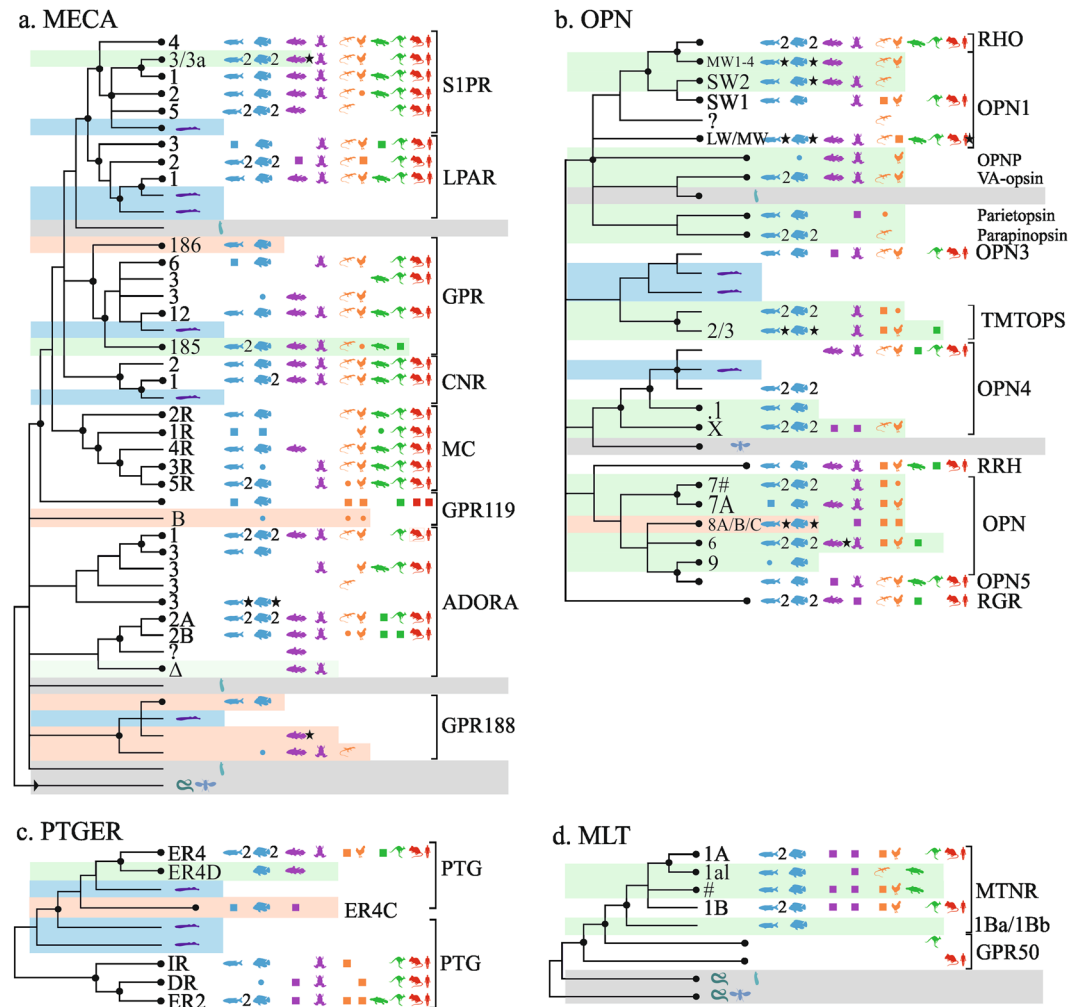 a. MECA
4
3/3a 2 2
1
2
5 2 2
S1PR
3
2 2 2
1
LPAR
186
6
3
3
12
185 2
GPR
2
1 2
CNR
2R
1R
4R
3R
5R 2
MC
GPR119
B
1 2 2
3
3
3
3
2A 2 2
2B 2
?
Δ
ADORA
GPR188
b. OPN
2 2
RHO
MW1-4
SW2 2
SW1
?
LW/MW
OPN1
OPNP
2
VA-opsin
Parietopsin
2 2
Parapinopsin
OPN3
2 2
2/3
TMTOPS
2 2
.1
X 2 2
OPN4
RRH
7# 2 2
7A
8A/B/C
6 2 2
9
OPN
OPN5
2 2
RGR
c. PTGER
ER4 2 2
ER4D
PTG
ER4C
IR
DR
ER2 2
PTG
d. MLT
1A 2
1al
#
1B 2
MTNR
1Ba/1Bb
GPR50